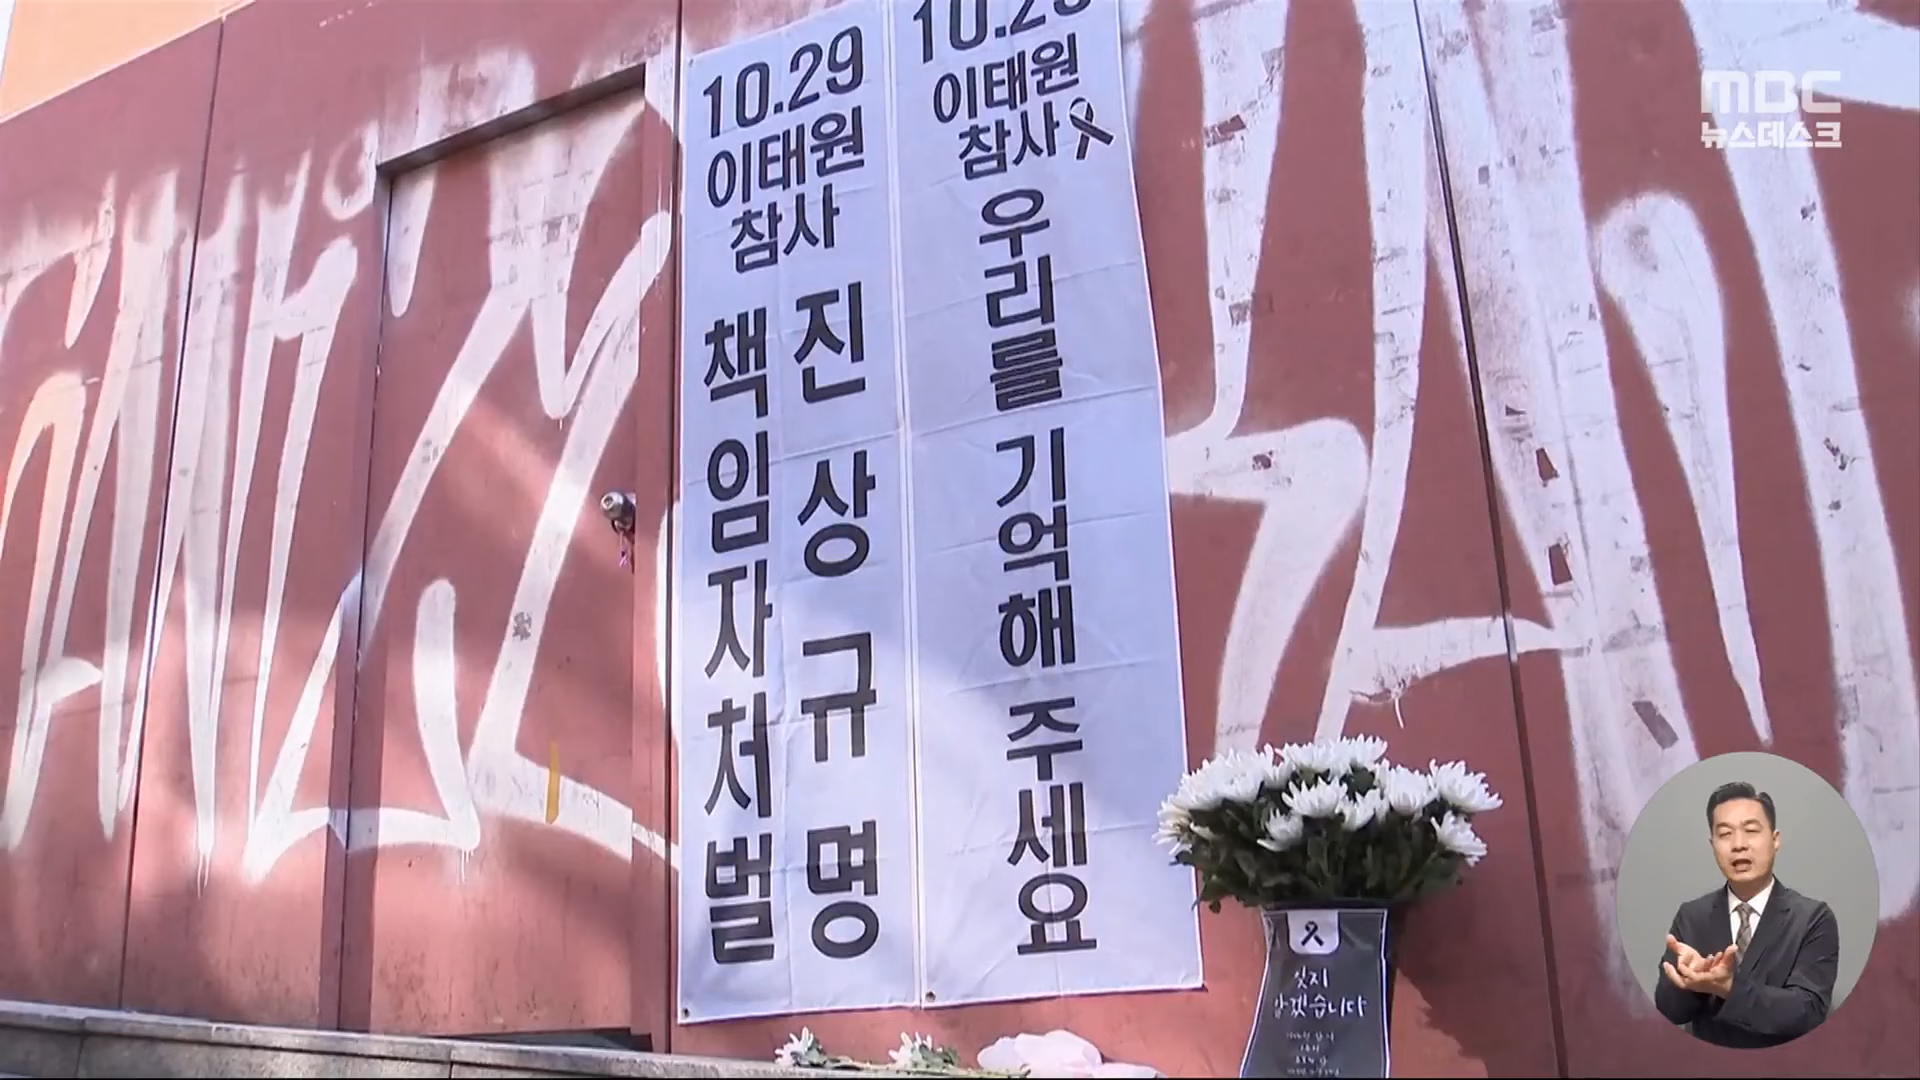 10.29
이태원
참사
진상규명
책임자처벌
10.29
이태원
참사
우리를 기억해 주세요
MBC
뉴스데스크
잊지
않겠습니다